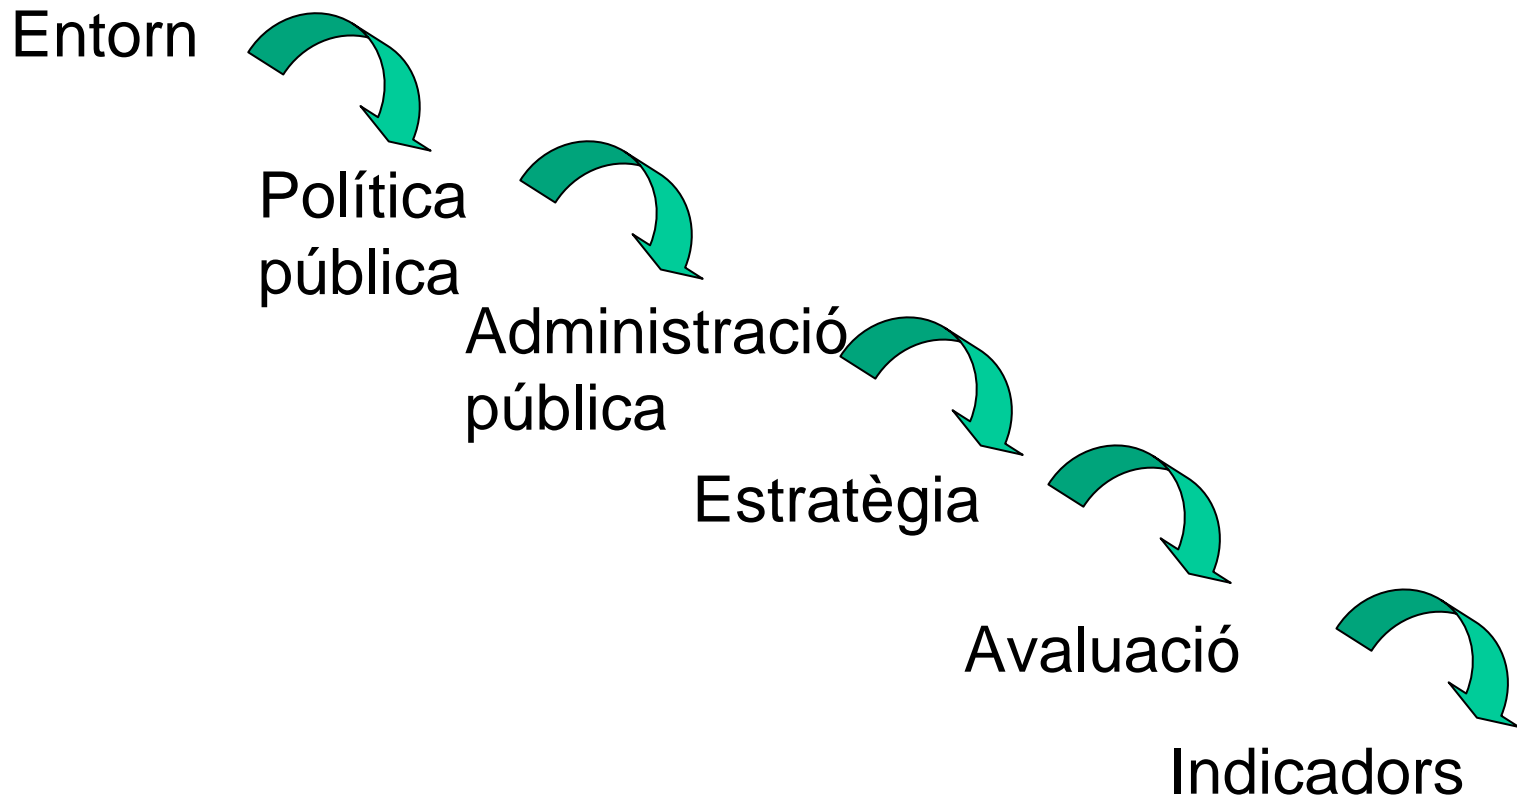 Entorn
Política
pública
Administració
pública
Estratègia
Avaluació
Indicadors